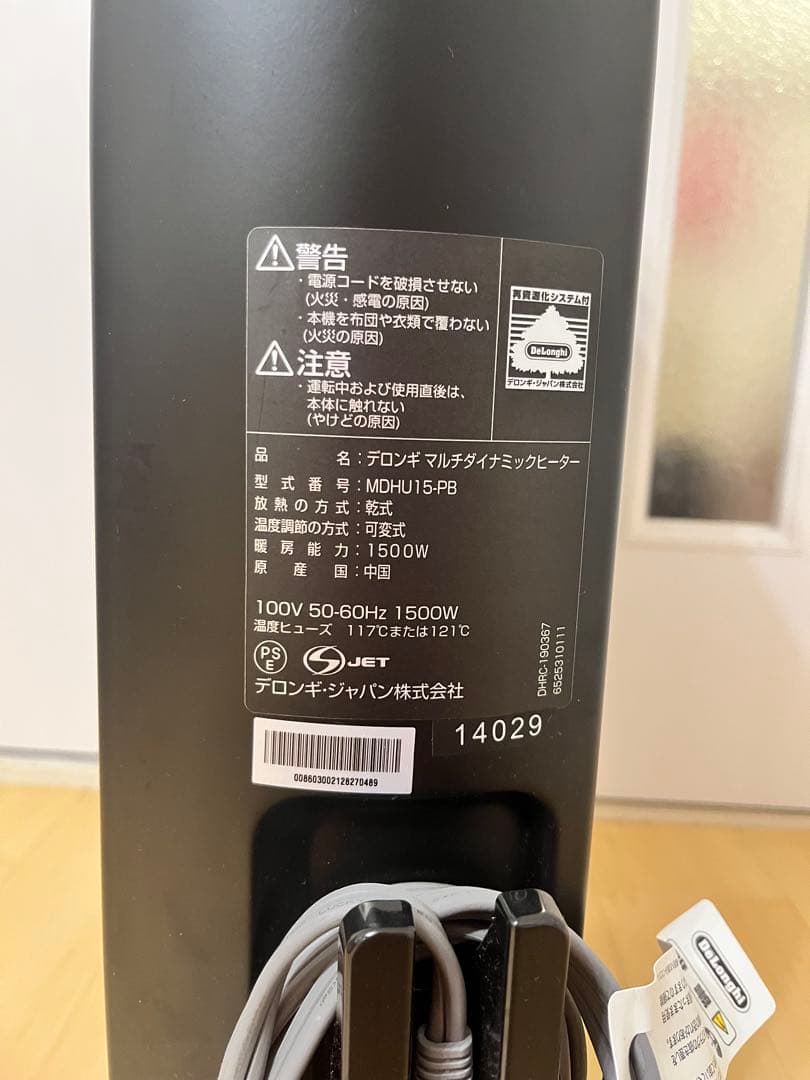 警告
・電源コードを破損させない
(火災・感電の原因)
・本機を布団や衣類で覆わない
(火災の原因)
注意
・運転中および使用直後は、
本体に触れない
(やけどの原因)
再資源化システム付
DeLonghi
デロンギ・ジャパン株式会社
品名：デロンギ マルチダイナミックヒーター
型式番号：MDHU15-PB
放熱の方式：乾式
温度調節の方式：可変式
暖房能力：1500W
原産国：中国
100V 50-60Hz 1500W
温度ヒューズ 117℃または121℃
PS
E
JET
デロンギ・ジャパン株式会社
DHRC-190367
6525310111
14029
008603002128270489
DeLonghi